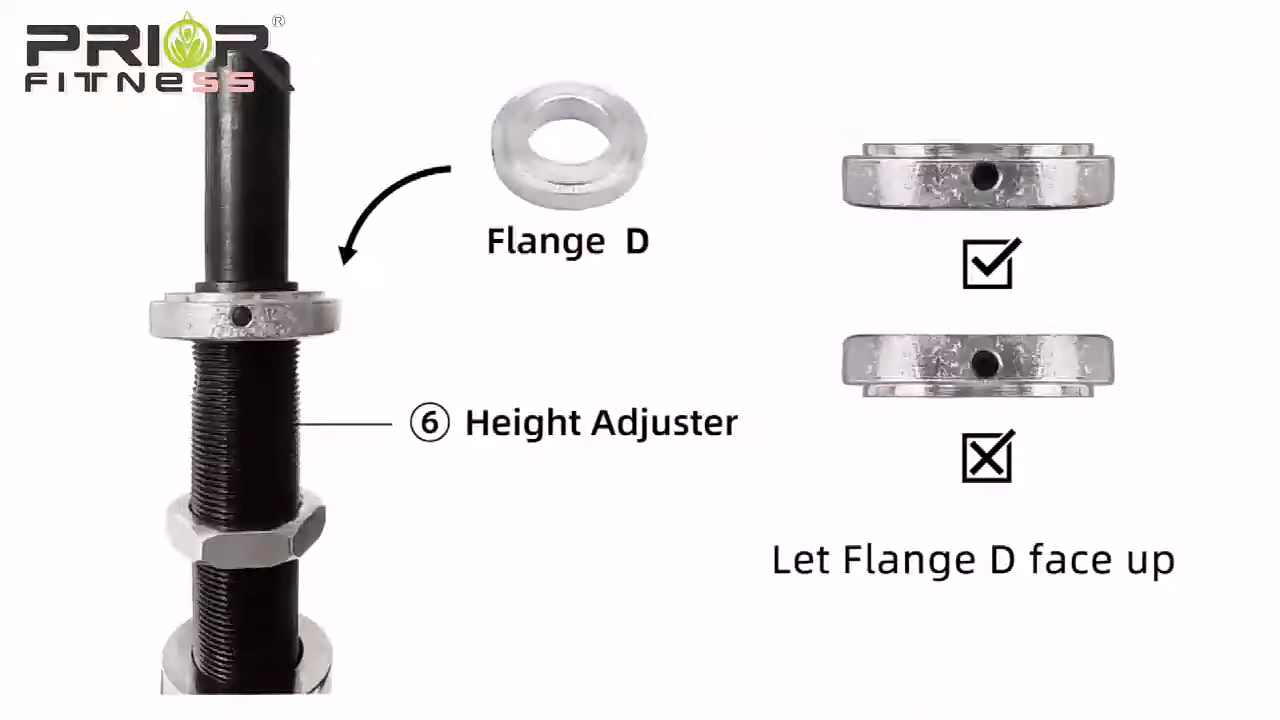 PRIOR®
FITNESS
Flange D
⑥ Height Adjuster
Let Flange D face up